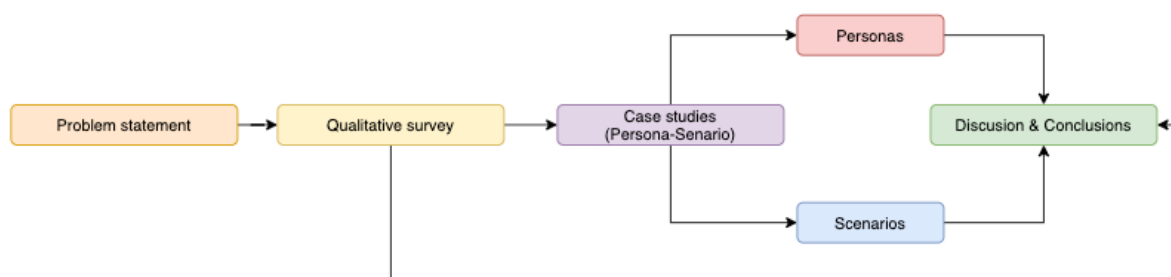 Personas
Problem statement
Qualitative survey
Case studies
(Persona-Senario)
Discusion & Conclusions
Scenarios